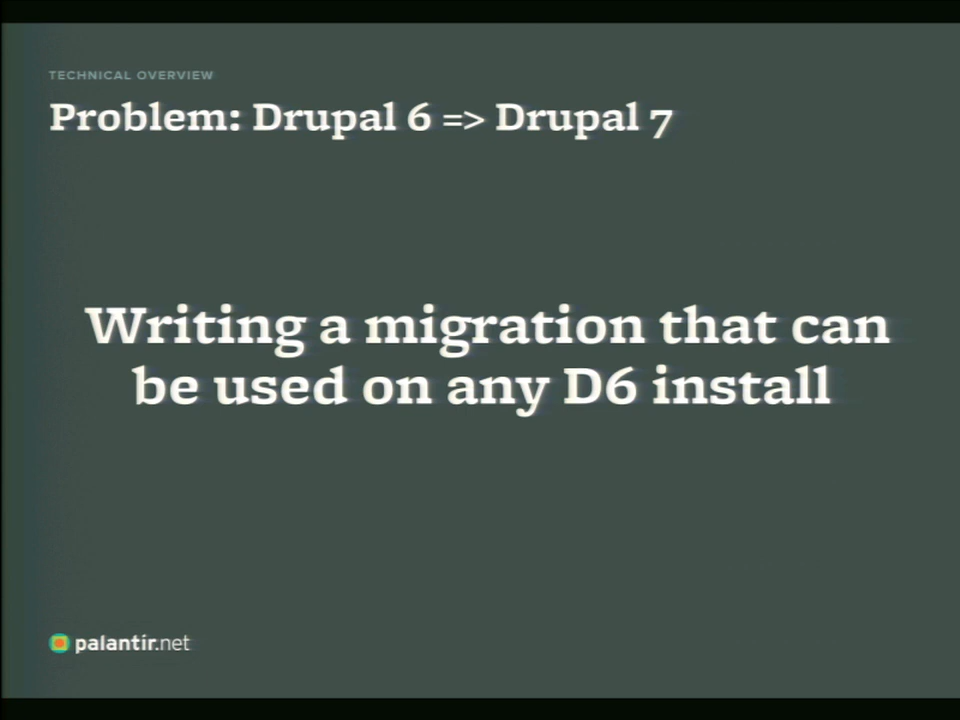 TECHNICAL OVERVIEW
Problem: Drupal 6 => Drupal 7
Writing a migration that can
be used on any D6 install
palantir.net